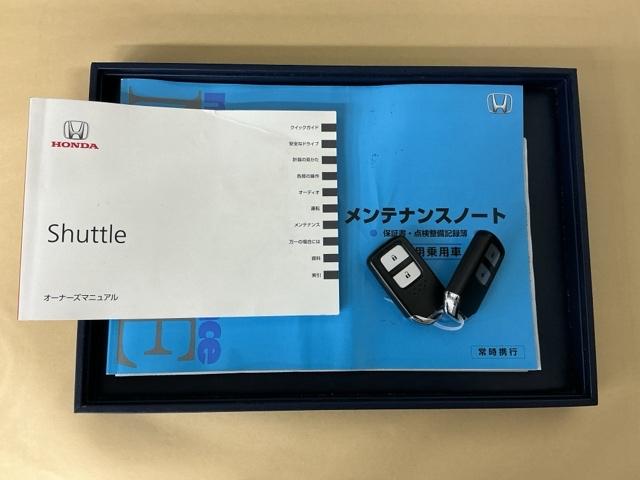 HONDA
Shuttle
オーナーズマニュアル
クイックガイド
安全なドライブ
計器の見かた
各部の操作
オーディオ
運転
メンテナンス
万一の場合には
資料
索引
メンテナンスノート
保証書・点検整備記録簿
用乗用車
常時携行
nce